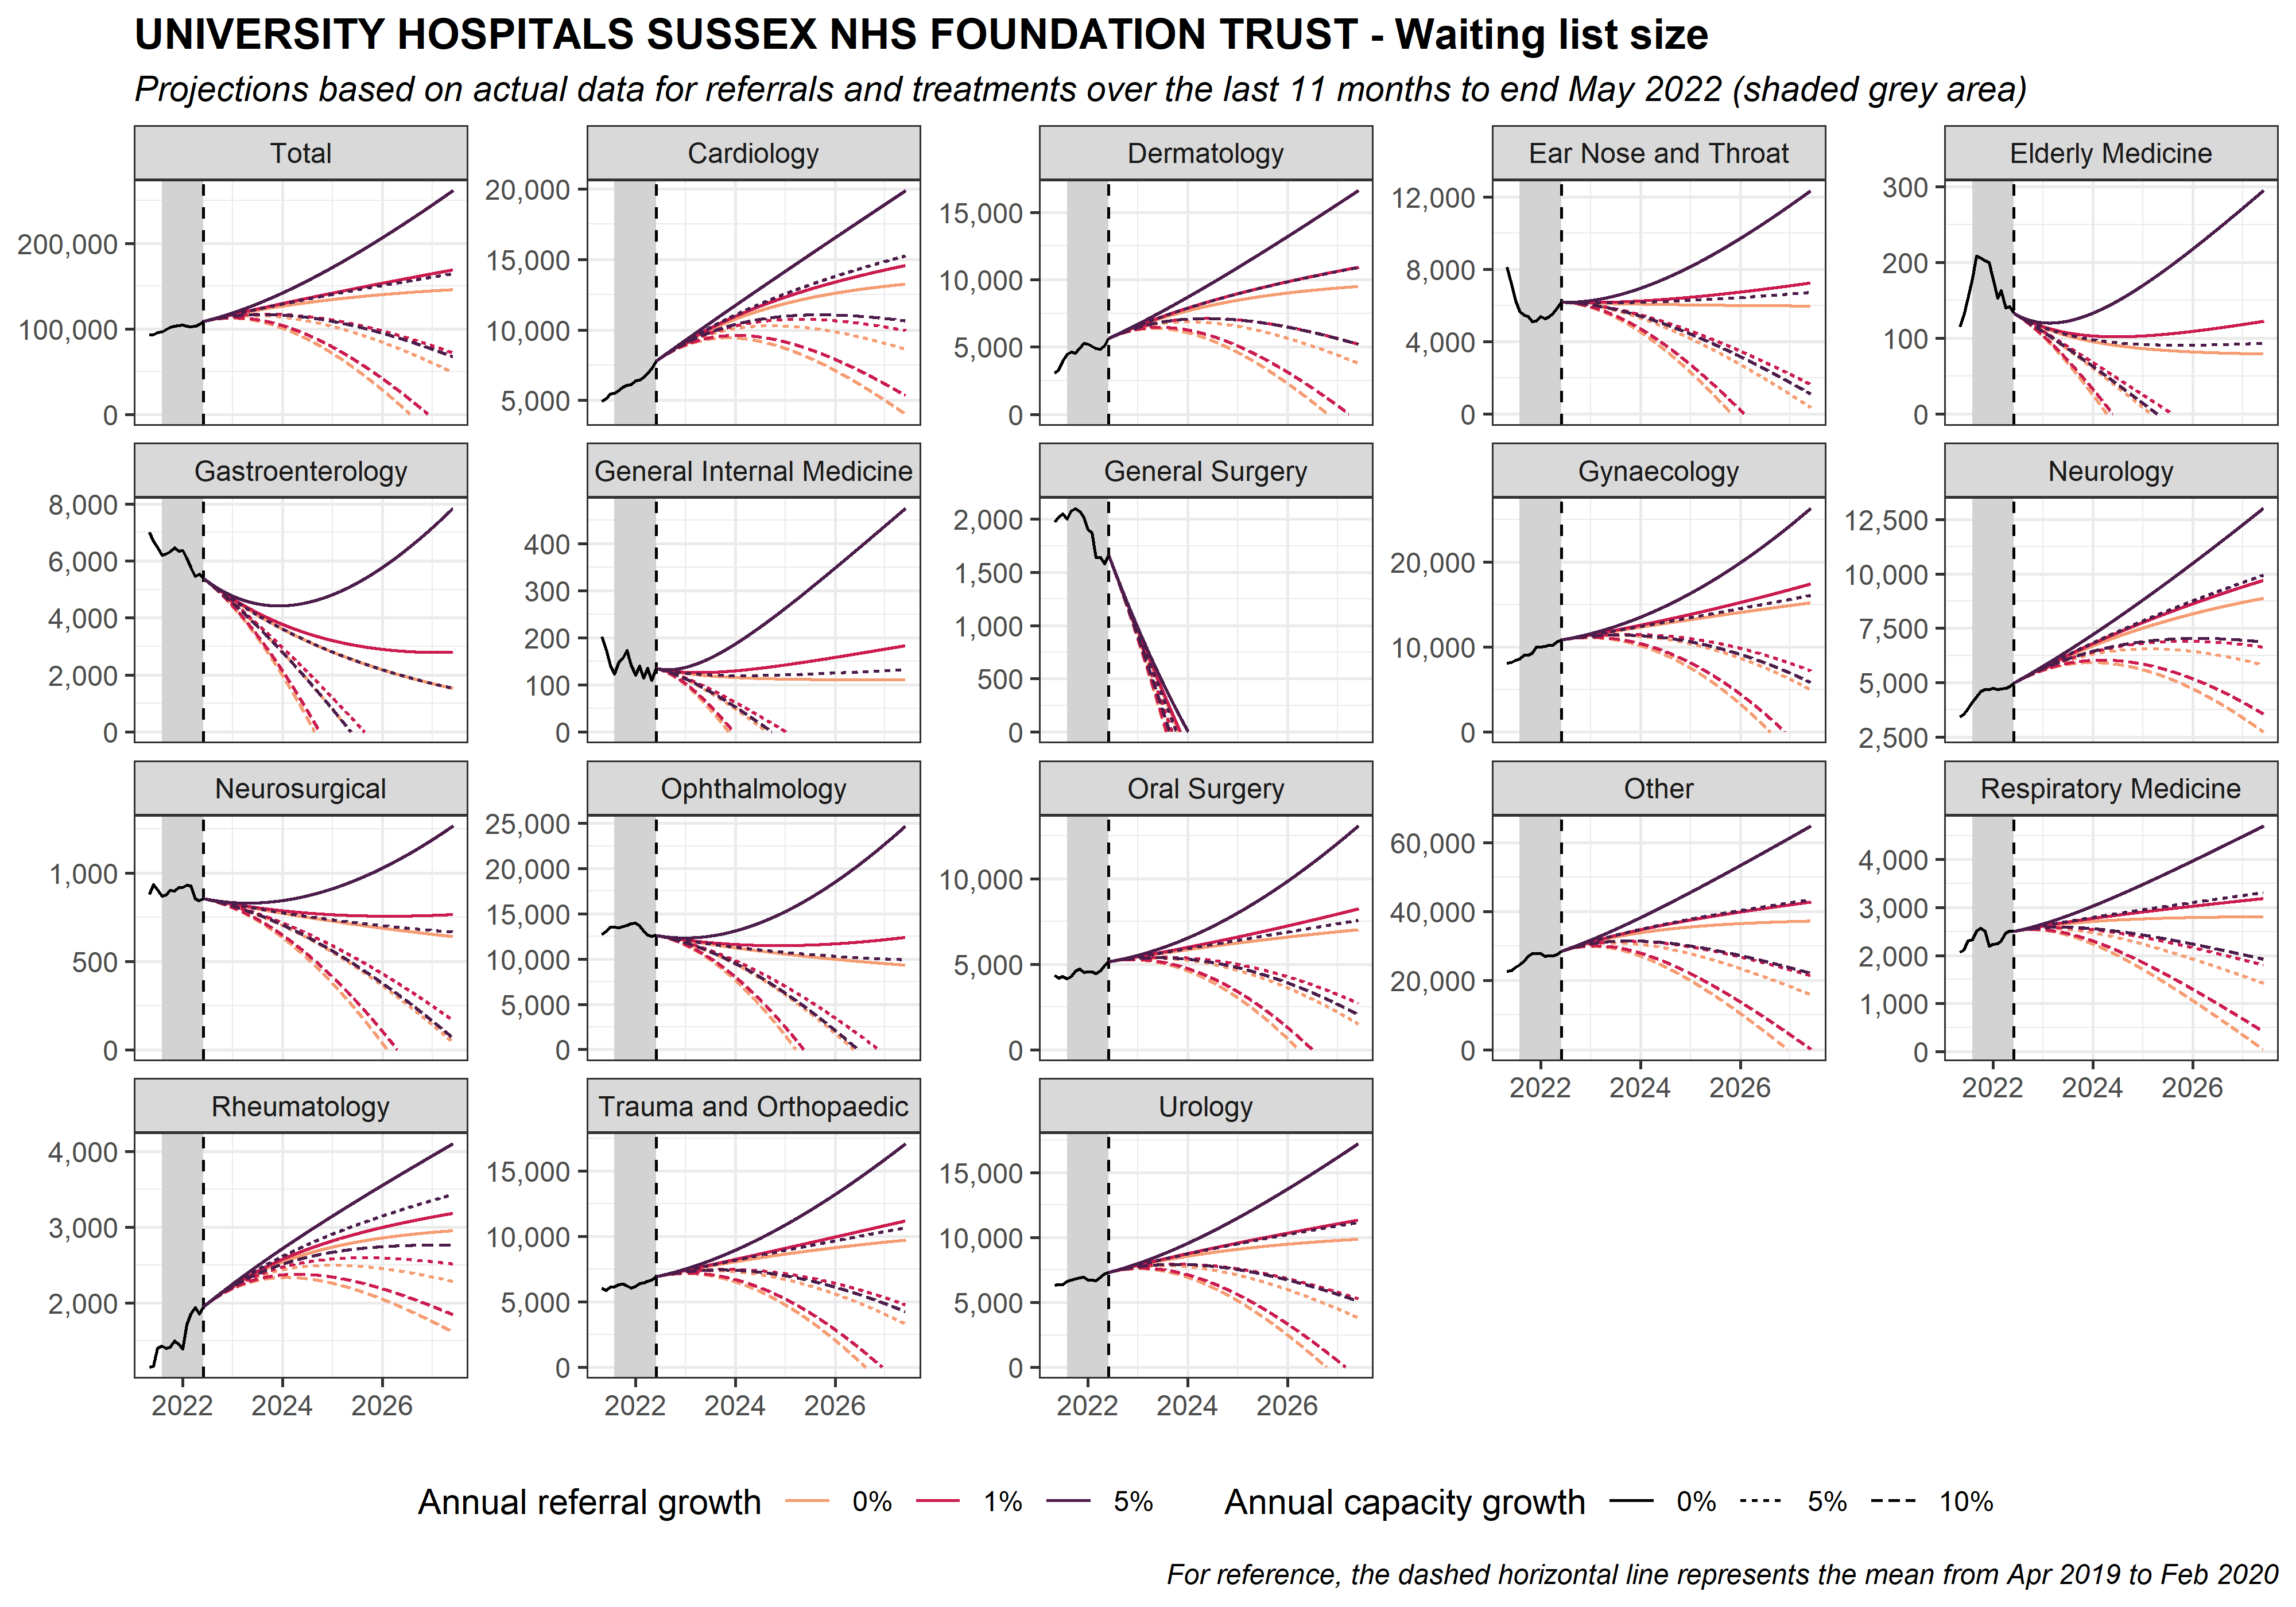 UNIVERSITY HOSPITALS SUSSEX NHS FOUNDATION TRUST - Waiting list size
Projections based on actual data for referrals and treatments over the last 11 months to end May 2022 (shaded grey area)
Total
200,000
100,000
0
Cardiology
20,000
15,000
10,000
5,000
Dermatology
15,000
10,000
5,000
0
Ear Nose and Throat
12,000
8,000
4,000
0
Elderly Medicine
300
200
100
0
Gastroenterology
8,000
6,000
4,000
2,000
0
General Internal Medicine
400
300
200
100
0
General Surgery
2,000
1,500
1,000
500
0
Gynaecology
20,000
10,000
0
Neurology
12,500
10,000
7,500
5,000
2,500
Neurosurgical
1,000
500
0
Ophthalmology
25,000
20,000
15,000
10,000
5,000
0
Oral Surgery
10,000
5,000
0
Other
60,000
40,000
20,000
0
2022 2024 2026
Respiratory Medicine
4,000
3,000
2,000
1,000
0
2022 2024 2026
Rheumatology
4,000
3,000
2,000
2022 2024 2026
Trauma and Orthopaedic
15,000
10,000
5,000
0
2022 2024 2026
Urology
15,000
10,000
5,000
0
2022 2024 2026
Annual referral growth 0% 1% 5% Annual capacity growth 0% 5% 10%
For reference, the dashed horizontal line represents the mean from Apr 2019 to Feb 2020